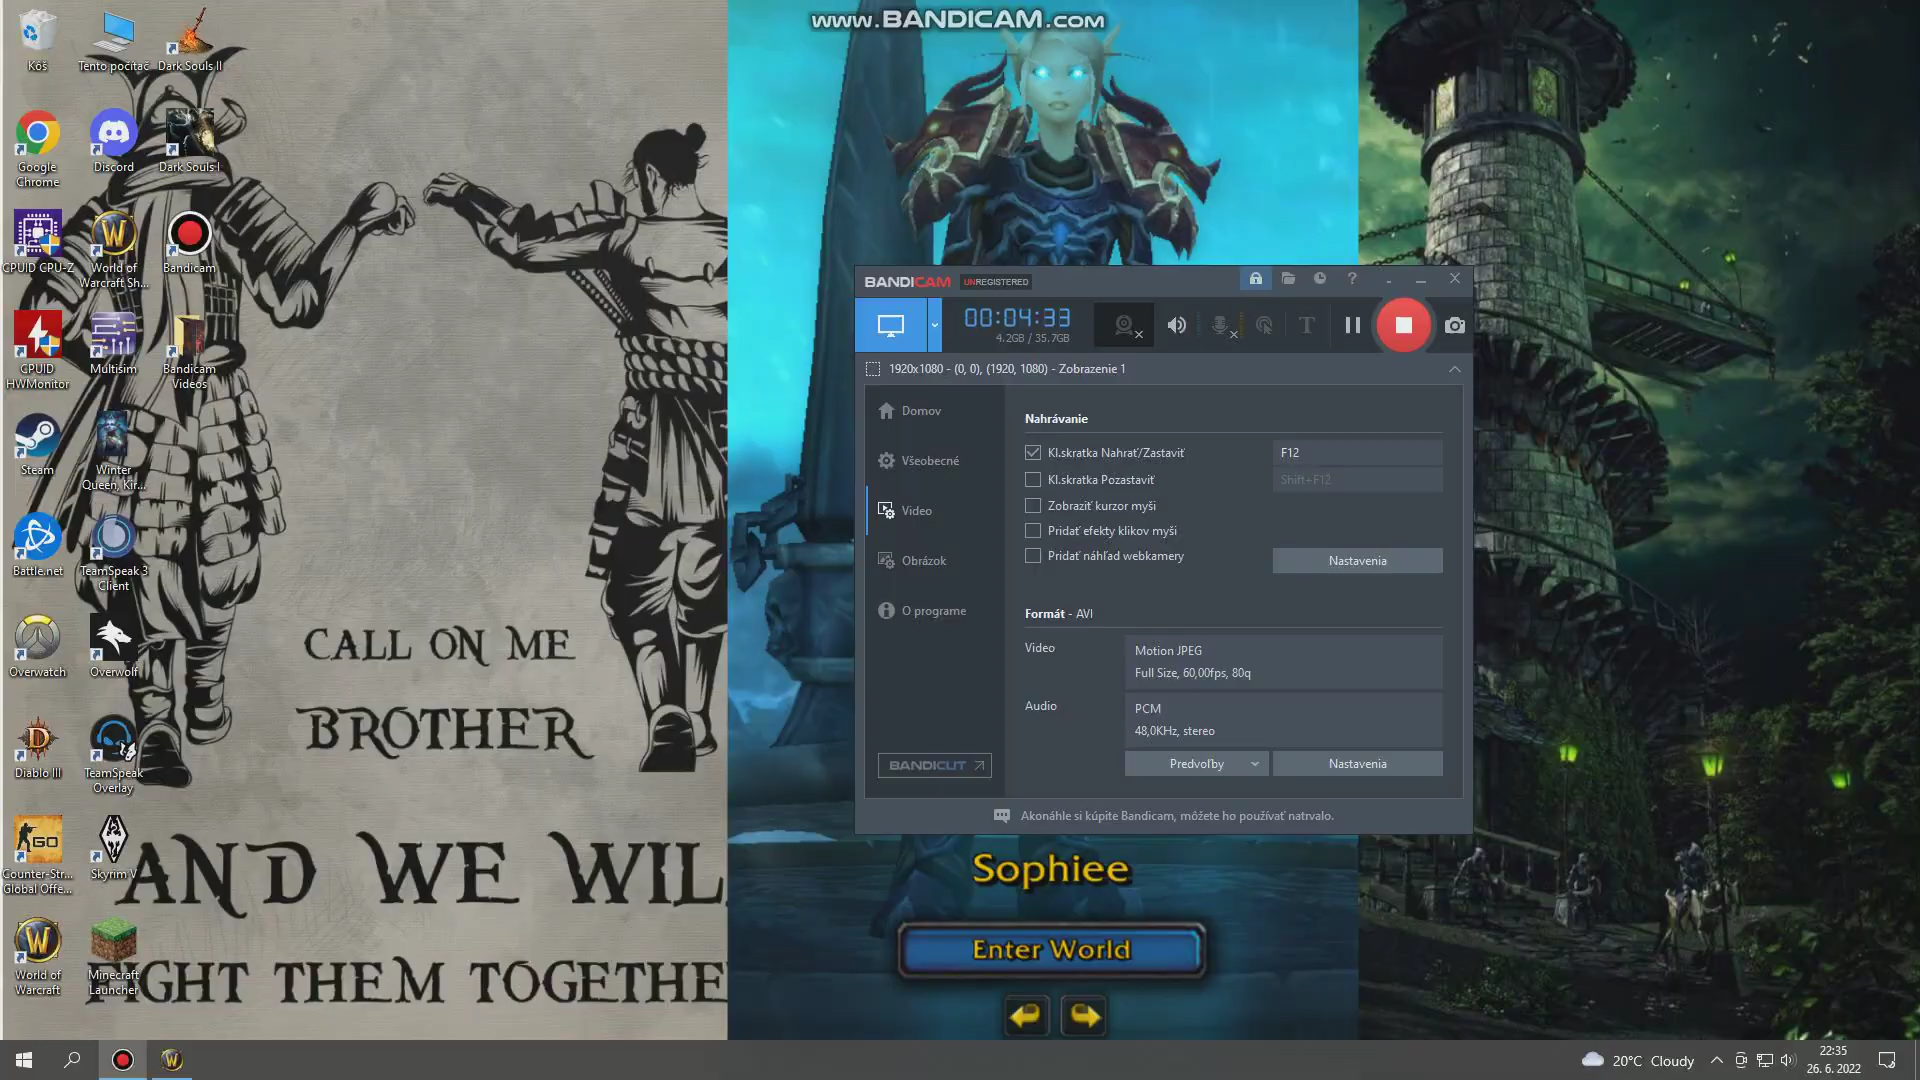 www.BANDICAM.com
Kôš
Tento počítač
Dark Souls II
Google
Chrome
Discord
Dark Souls I
CPUID CPU-Z
World of
Warcraft Sh...
Bandicam
CPUID
HWMonitor
Multisim
Bandicam
Videos
Steam
Winter
Queen, Kir...
Battle.net
TeamSpeak 3
Client
Overwatch
Overwolf
Diablo III
TeamSpeak
Overlay
Counter-Str...
Global Offe...
Skyrim V
World of
Warcraft
Minecraft
Launcher
CALL ON ME
BROTHER
AND WE WIL
FIGHT THEM TOGETHE
BANDICAM UNREGISTERED
00:04:33
4.2GB / 35.7GB
1920x1080 - (0, 0), (1920, 1080) - Zobrazenie 1
Domov
Všeobecné
Video
Obrázok
O programe
BANDICUT
Nahrávanie
Kl.skratka Nahrať/Zastaviť
F12
Kl.skratka Pozastaviť
Shift+F12
Zobraziť kurzor myši
Pridať efekty klikov myši
Pridať náhľad webkamery
Nastavenia
Formát - AVI
Video
Motion JPEG
Full Size, 60,00fps, 80q
Audio
PCM
48,0KHz, stereo
Predvoľby
Nastavenia
Akonáhle si kúpite Bandicam, môžete ho používať natrvalo.
Sophiee
Enter World
20°C Cloudy
22:35
26. 6. 2022